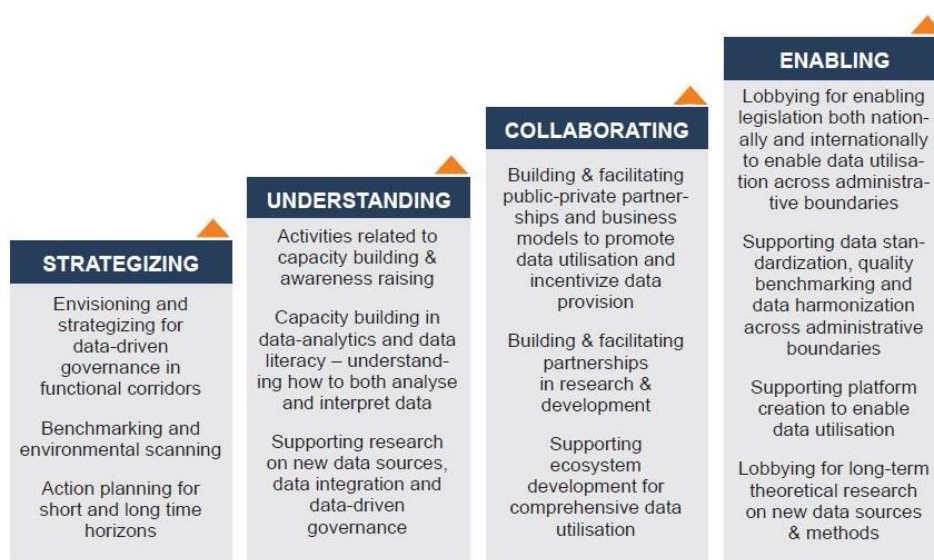 STRATEGIZING
Envisioning and
strategizing for
data-driven
governance in
functional corridors
Benchmarking and
environmental scanning
Action planning for
short and long time
horizons
UNDERSTANDING
Activities related to
capacity building &
awareness raising
Capacity building in
data-analytics and data
literacy – understand-
ing how to both analyse
and interpret data
Supporting research
on new data sources,
data integration and
data-driven
governance
COLLABORATING
Building & facilitating
public-private partner-
ships and business
models to promote
data utilisation and
incentivize data
provision
Building & facilitating
partnerships
in research &
development
Supporting
ecosystem
development for
comprehensive data
utilisation
ENABLING
Lobbying for enabling
legislation both nation-
ally and internationally
to enable data utilisa-
tion across administra-
tive boundaries
Supporting data stan-
dardization, quality
benchmarking and
data harmonization
across administrative
boundaries
Supporting platform
creation to enable
data utilisation
Lobbying for long-term
theoretical research
on new data sources
& methods